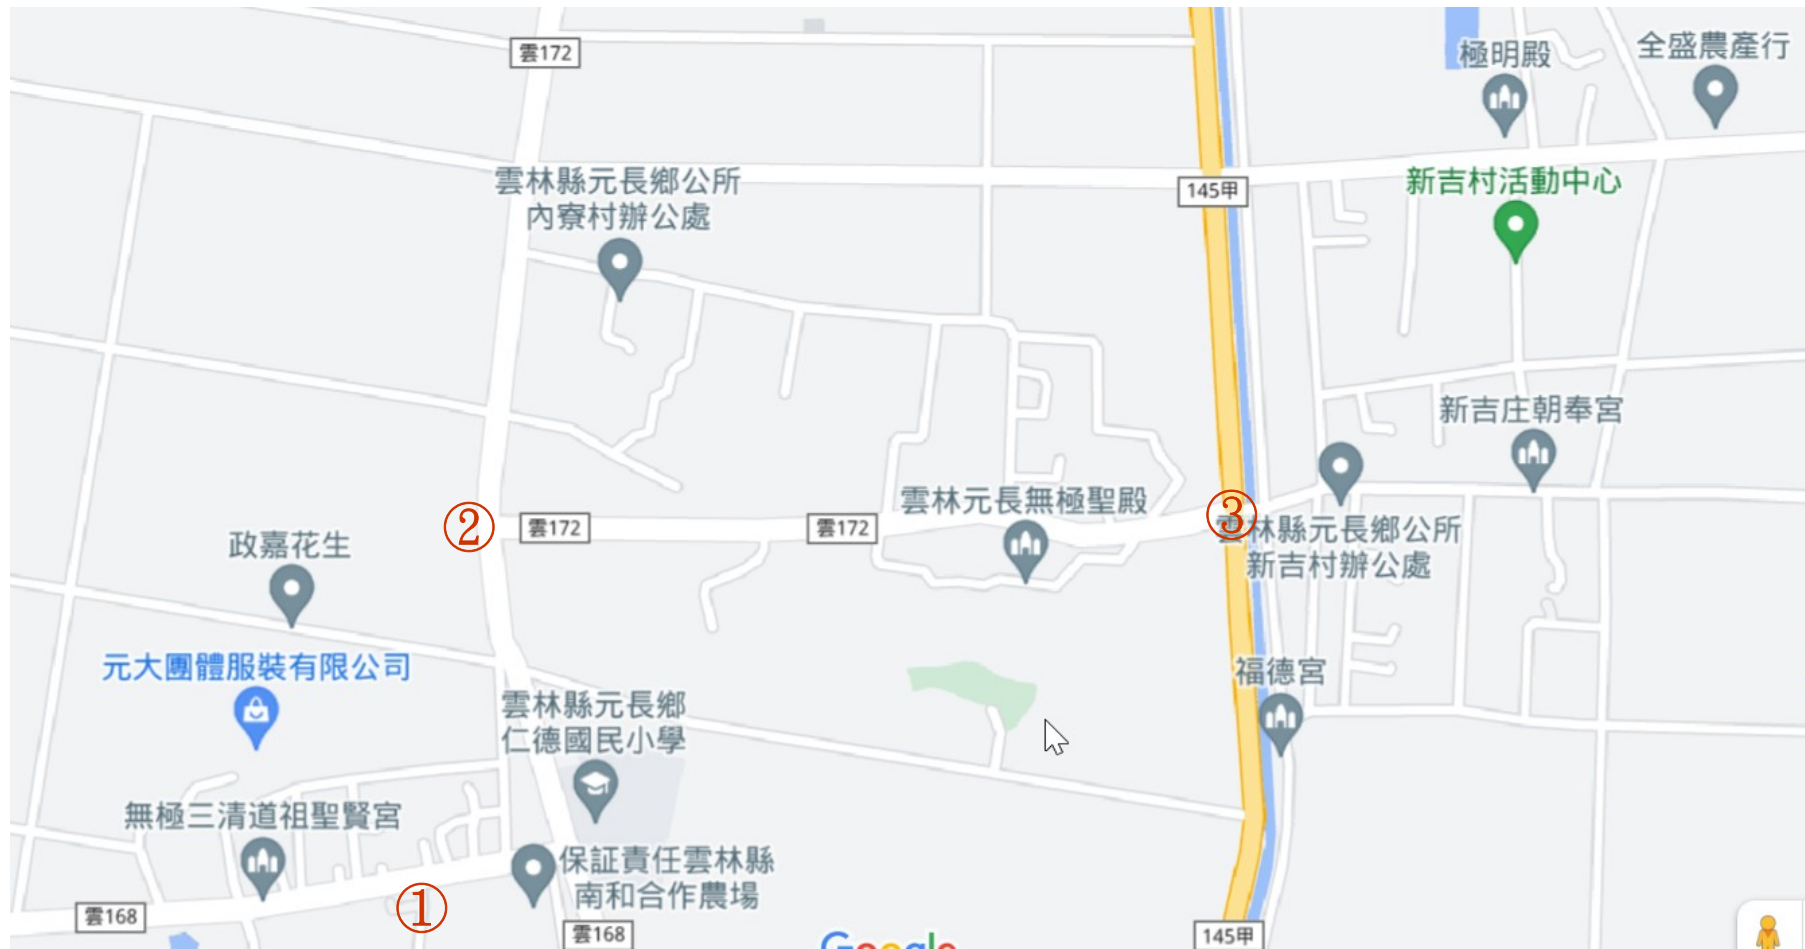 雲172
極明殿
全盛農產行
雲林縣元長鄉公所
內寮村辦公處
145甲
新吉村活動中心
新吉庄朝奉宮
雲林元長無極聖殿
②
雲172
雲172
③
雲林縣元長鄉公所
新吉村辦公處
政嘉花生
元大團體服裝有限公司
福德宮
雲林縣元長鄉
仁德國民小學
無極三清道祖聖賢宮
保証責任雲林縣
南和合作農場
①
雲168
雲168
145甲
Google